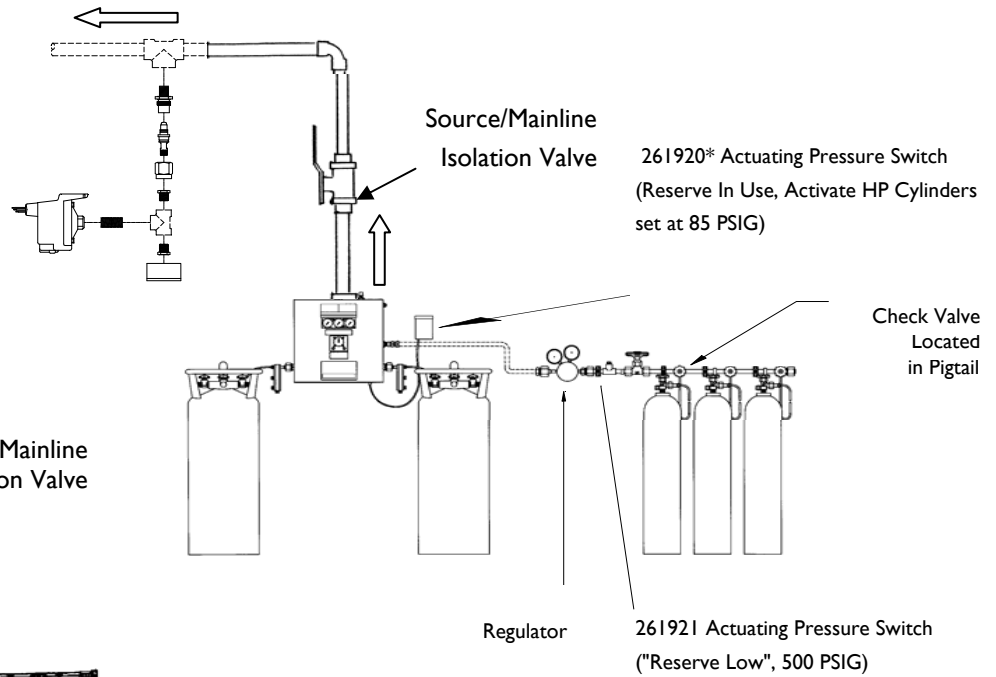 Source/Mainline
Isolation Valve
261920* Actuating Pressure Switch
(Reserve In Use, Activate HP Cylinders
set at 85 PSIG)
Check Valve
Located
in Pigtail
Mainline
on Valve
Regulator
261921 Actuating Pressure Switch
("Reserve Low", 500 PSIG)